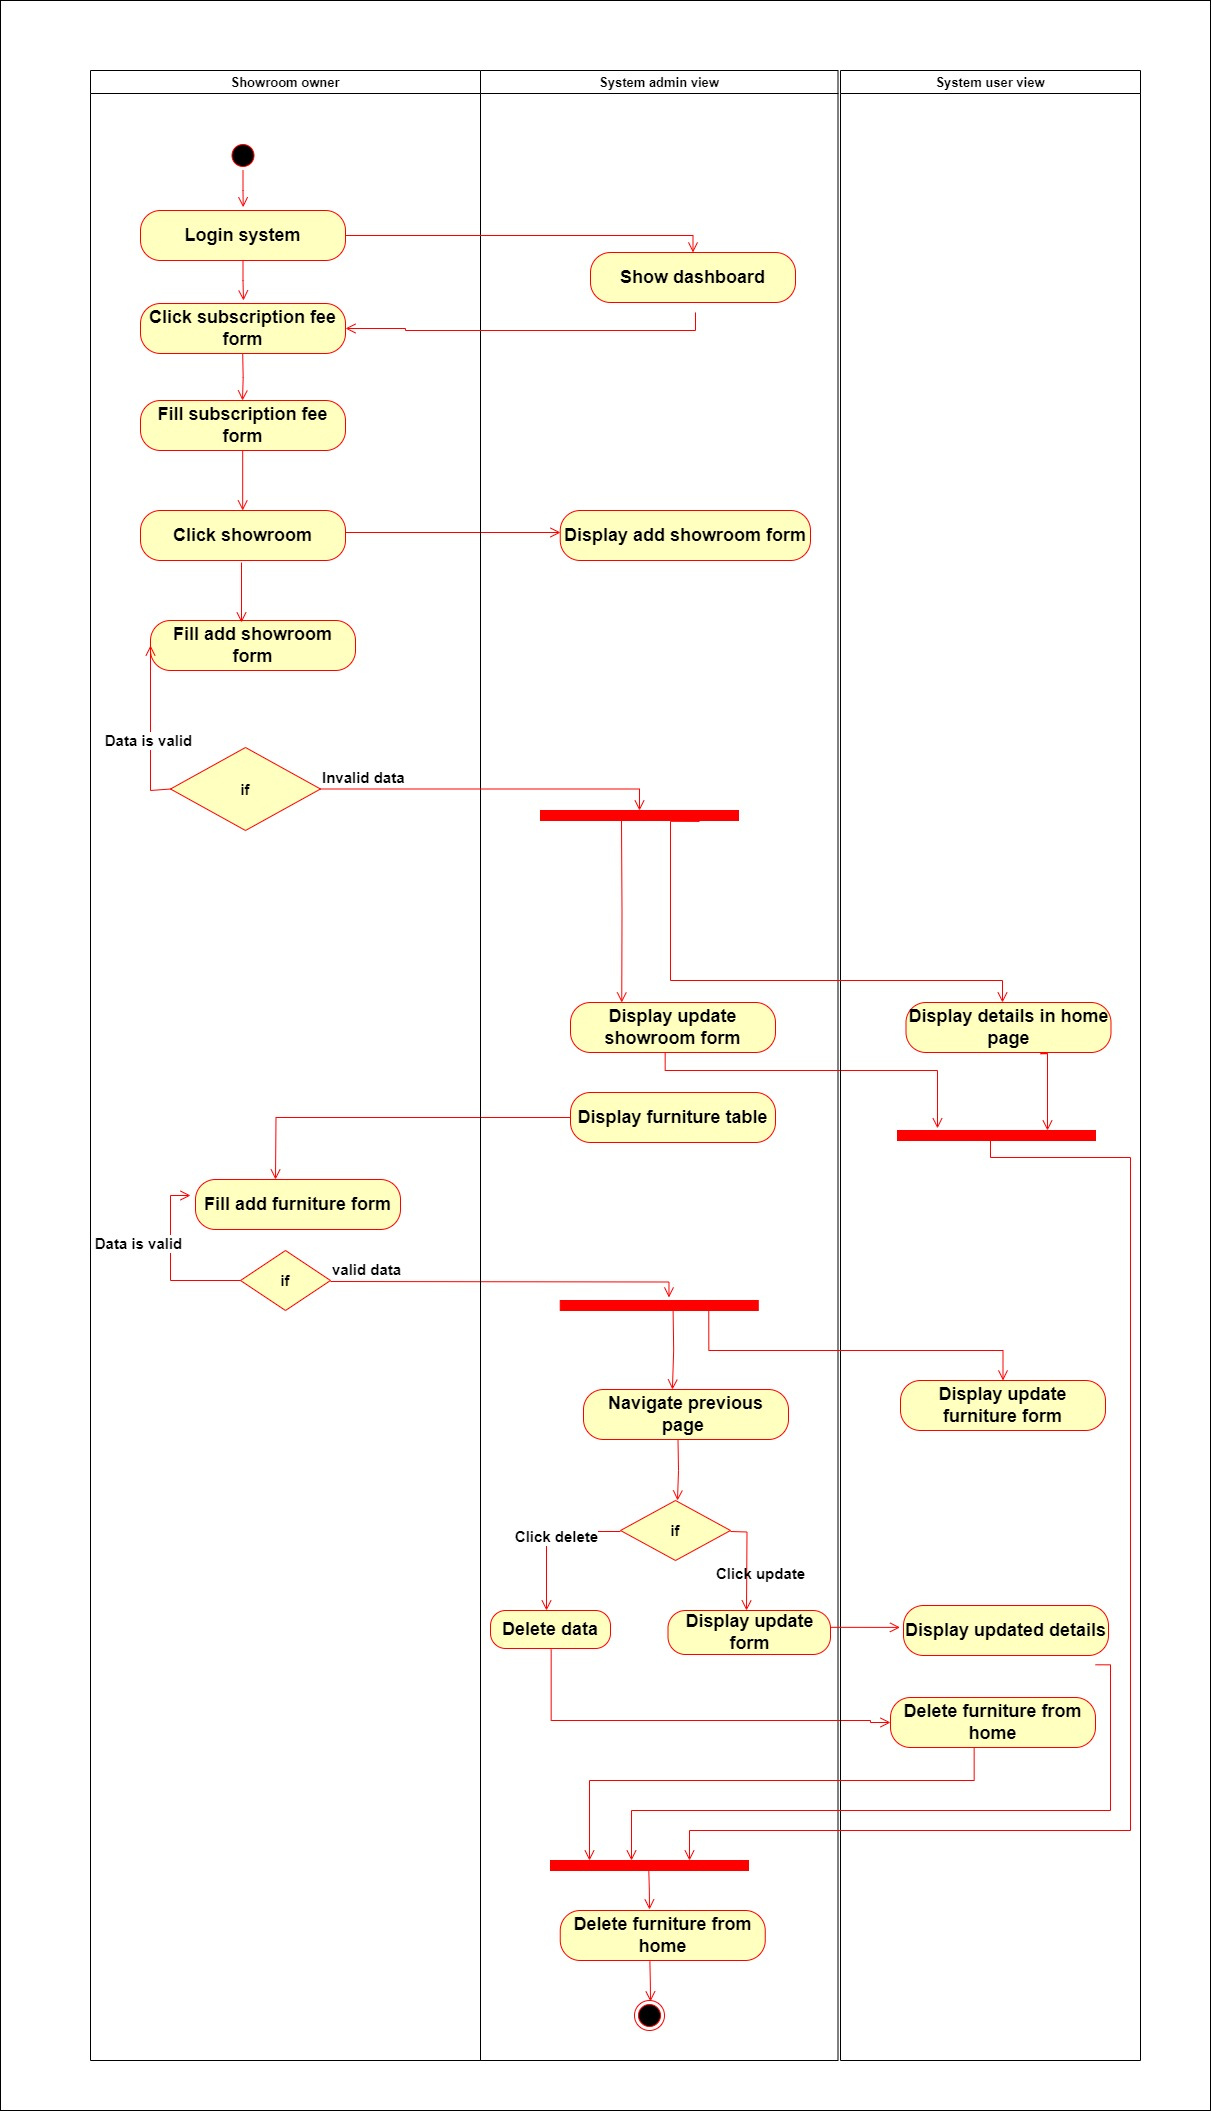 Showroom owner
System admin view
System user view
Login system
Show dashboard
Click subscription fee
form
Fill subscription fee
form
Click showroom
Display add showroom form
Fill add showroom
form
Data is valid
if
Invalid data
Display update
showroom form
Display details in home
page
Display furniture table
Fill add furniture form
Data is valid
if
valid data
Navigate previous
page
Display update
furniture form
Click delete
if
Click update
Delete data
Display update
form
Display updated details
Delete furniture from
home
Delete furniture from
home